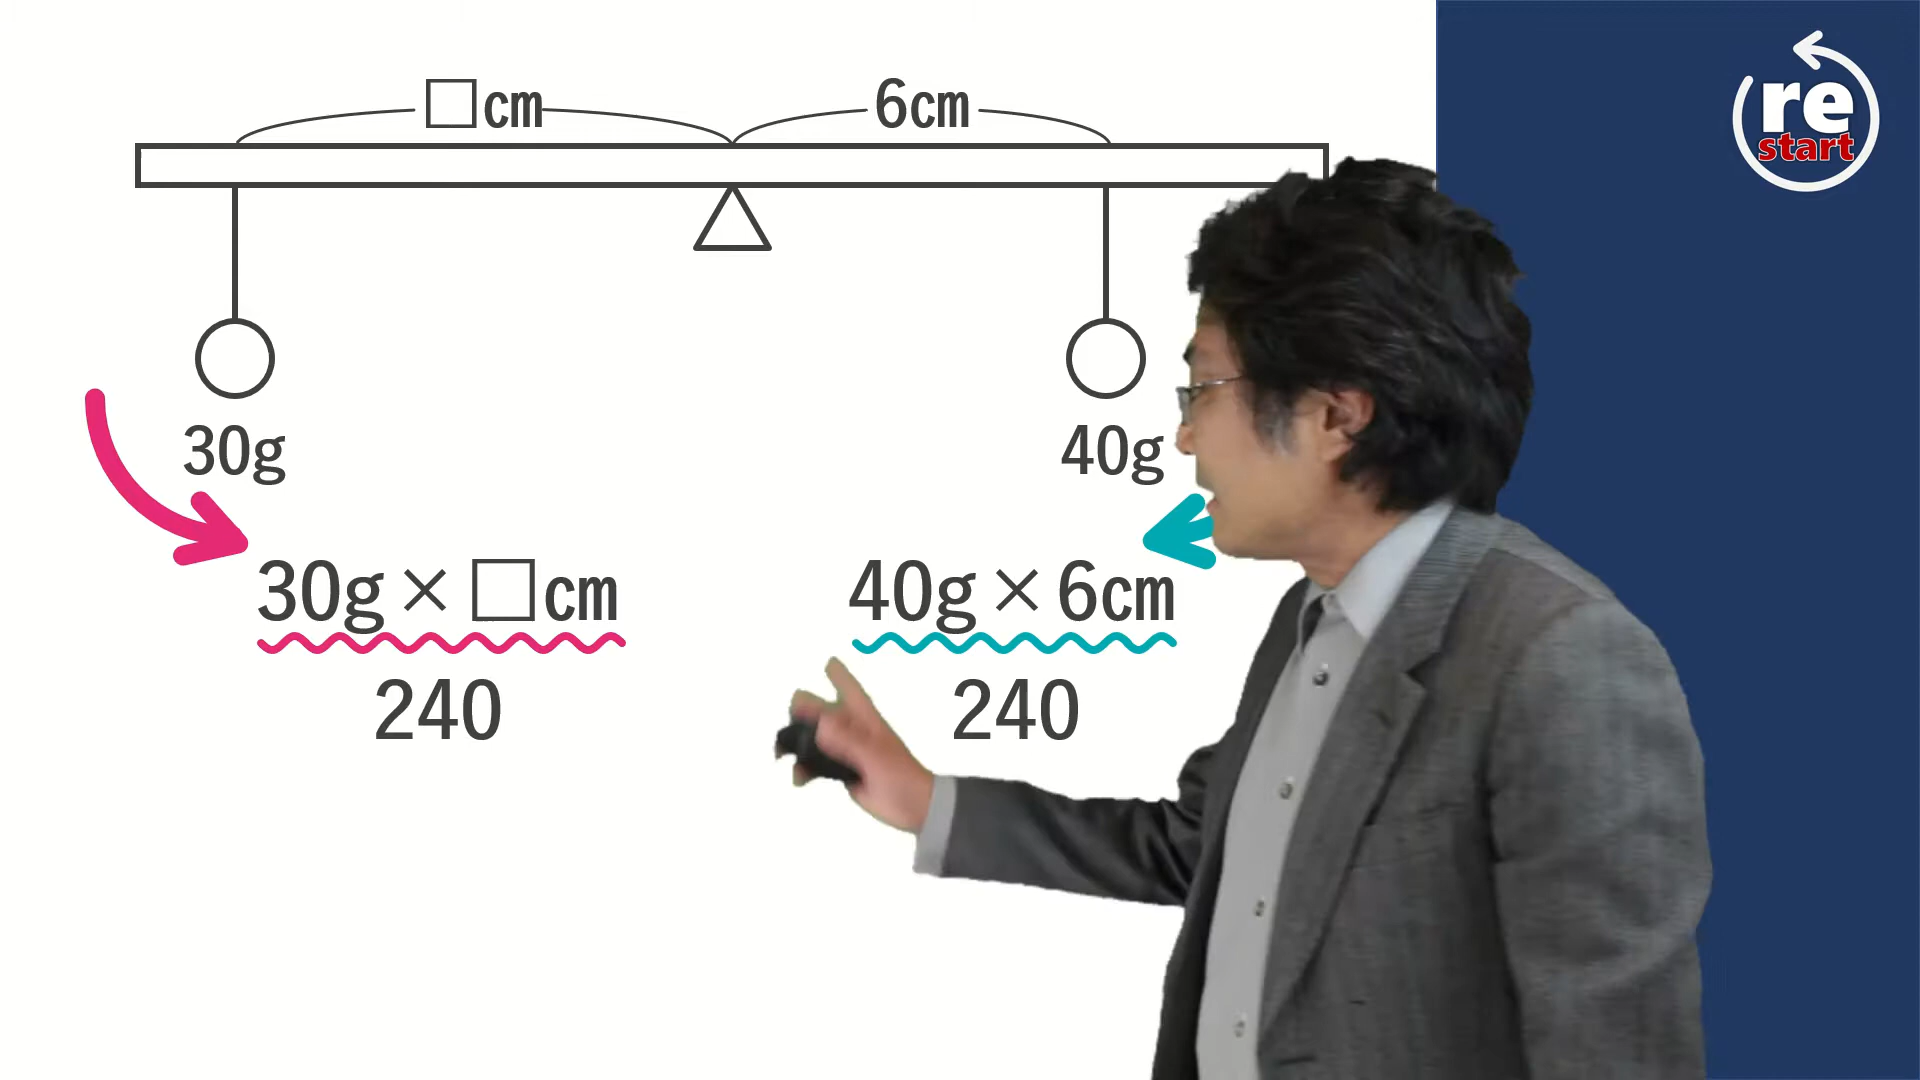 □cm 6cm
re
start
30g 40g
30g×□cm 40g×6cm
240 240